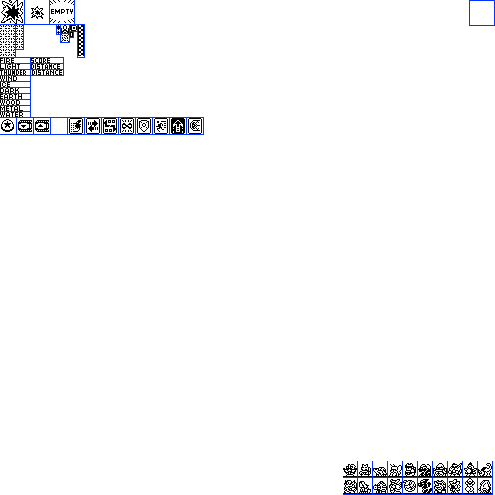 EMPTY
FIRE SCORE
LIGHT DISTANCE
THUNDER DISTANCE
WIND
ICE
DARK
EARTH
WOOD
METAL
WATER